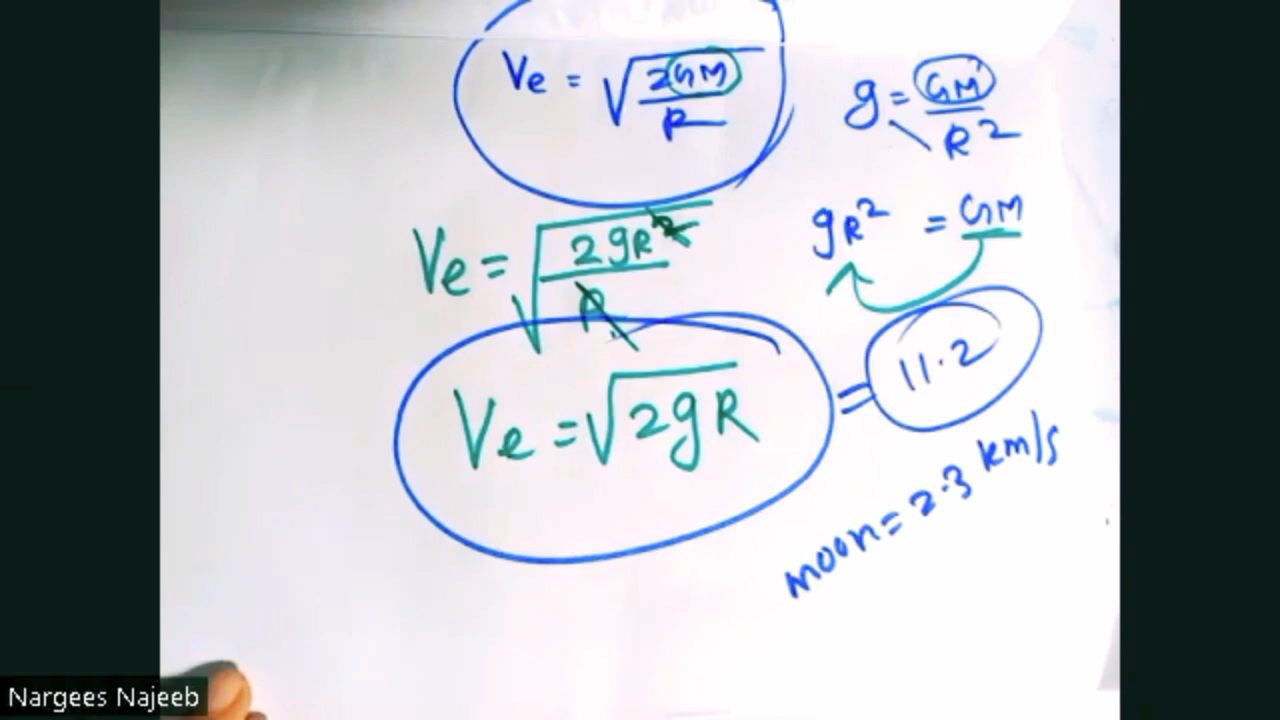 Ve = √2GM/R
g = GM/R²
gR² = GM
Ve = √2gR²/R
Ve = √2gR = 11.2
moon = 2.3 km/s
Nargees Najeeb